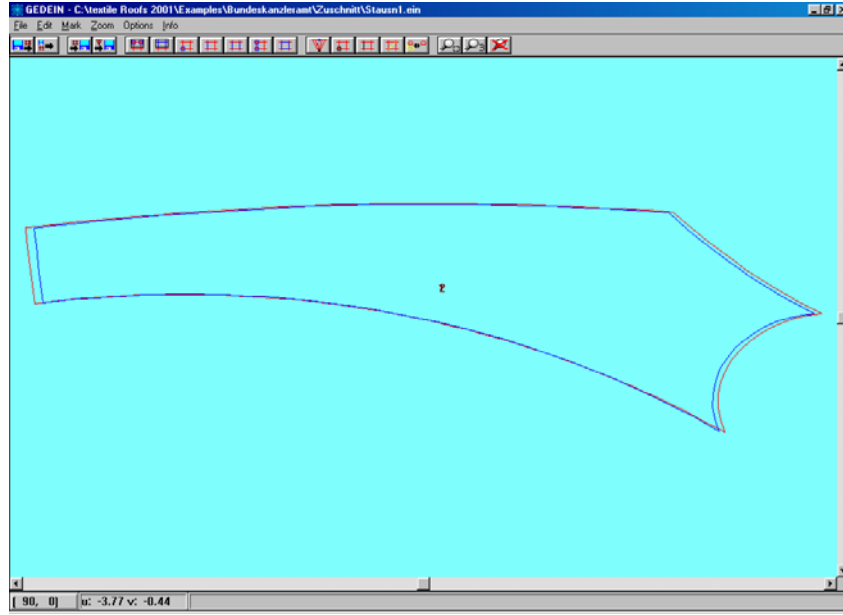 GEDEIN - C:\textile Roofs 2001\Examples\Bundeskanzleramt\Zuschnitt\Stausn1.ein
File Edit Mark Zoom Options Info
2
[ 90, 0] u: -3.77 v: -0.44